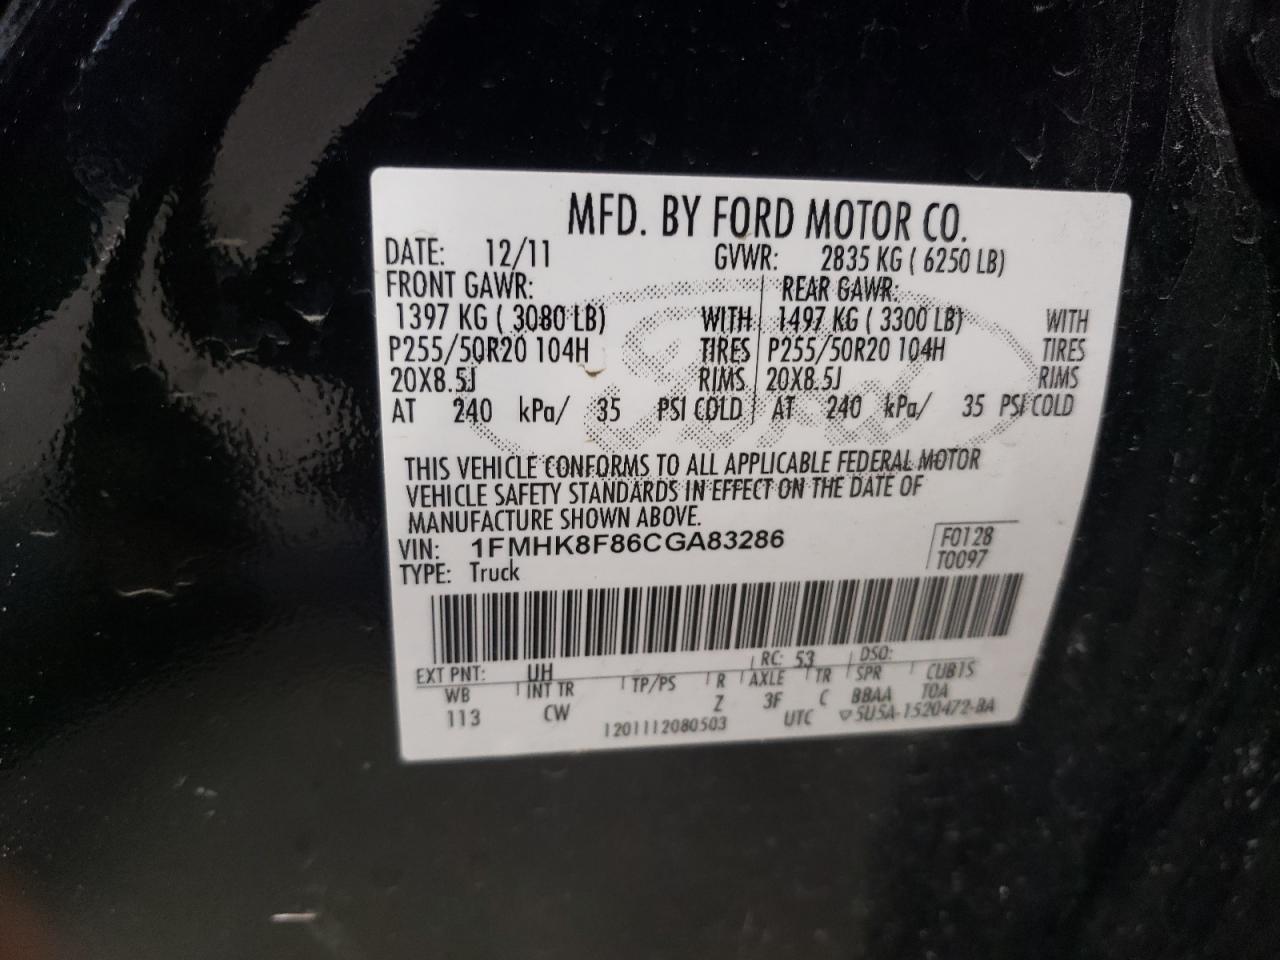 MFD. BY FORD MOTOR CO.
DATE: 12/11 GVWR: 2835 KG ( 6250 LB)
FRONT GAWR: REAR GAWR:
1397 KG ( 3080 LB) WITH 1497 KG ( 3300 LB) WITH
P255/50R20 104H TIRES P255/50R20 104H TIRES
20X8.5J RIMS 20X8.5J RIMS
AT 240 kPa/ 35 PSI COLD AT 240 kPa/ 35 PSI COLD
THIS VEHICLE CONFORMS TO ALL APPLICABLE FEDERAL MOTOR
VEHICLE SAFETY STANDARDS IN EFFECT ON THE DATE OF
MANUFACTURE SHOWN ABOVE.
VIN: 1FMHK8F86CGA83286 F0128
TYPE: Truck T0097
EXT PNT: UH RC: 53 DSO:
WB INT TR TP/PS R AXLE TR SPR CUBIS
113 CW Z 3F C BBAA TOA
1201112080503 UTC 5U5A-1520472-BA